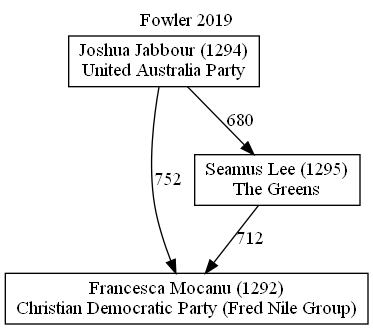 Fowler 2019
Joshua Jabbour (1294)
United Australia Party
680
Seamus Lee (1295)
The Greens
752
712
Francesca Mocanu (1292)
Christian Democratic Party (Fred Nile Group)